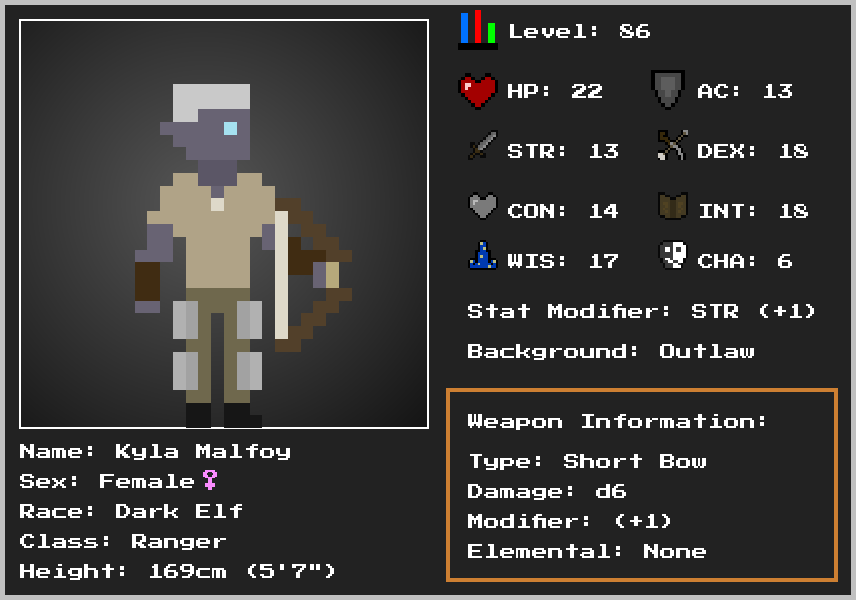 Level: 86
HP: 22
AC: 13
STR: 13
DEX: 18
CON: 14
INT: 18
WIS: 17
CHA: 6
Stat Modifier: STR (+1)
Background: Outlaw
Weapon Information:
Type: Short Bow
Damage: d6
Modifier: (+1)
Elemental: None
Name: Kyla Malfoy
Sex: Female♀
Race: Dark Elf
Class: Ranger
Height: 169cm (5'7")